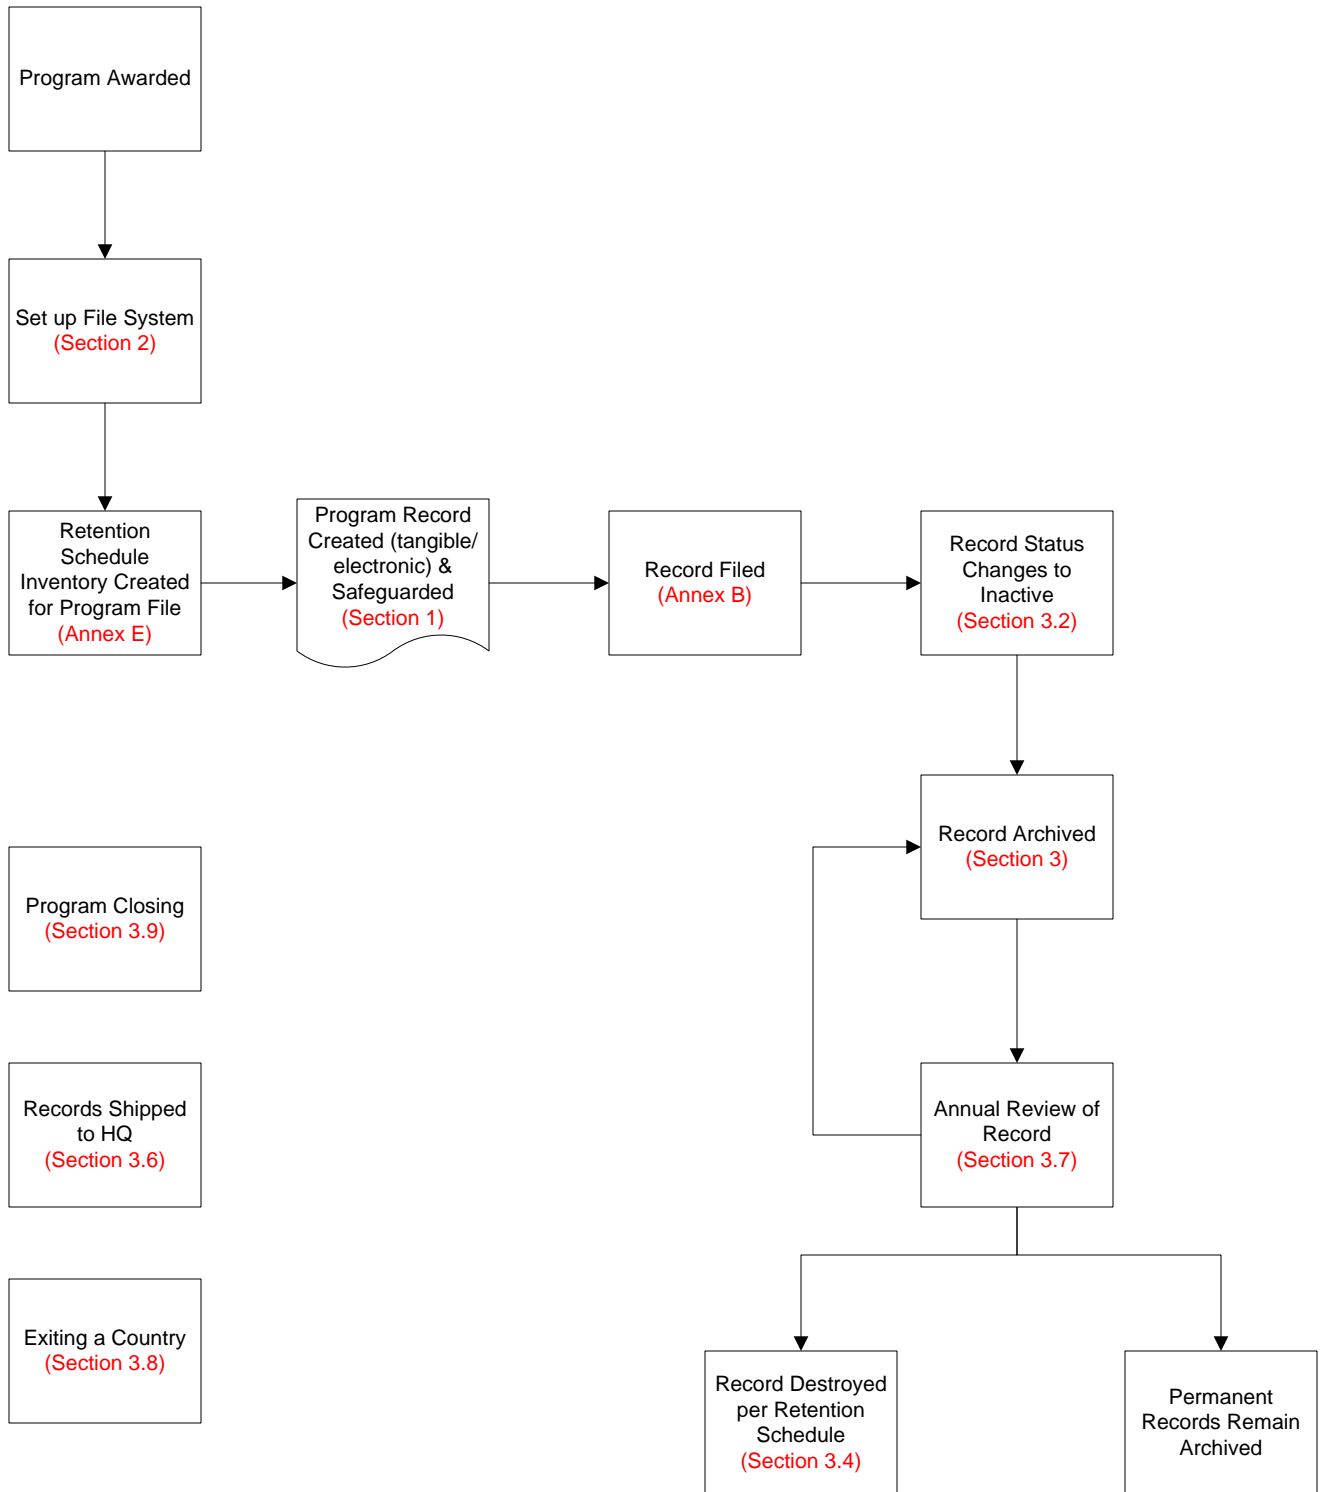 Program Awarded
Set up File System
(Section 2)
Retention
Schedule
Inventory Created
for Program File
(Annex E)
Program Record
Created (tangible/
electronic) &
Safeguarded
(Section 1)
Record Filed
(Annex B)
Record Status
Changes to
Inactive
(Section 3.2)
Record Archived
(Section 3)
Program Closing
(Section 3.9)
Records Shipped
to HQ
(Section 3.6)
Annual Review of
Record
(Section 3.7)
Exiting a Country
(Section 3.8)
Record Destroyed
per Retention
Schedule
(Section 3.4)
Permanent
Records Remain
Archived